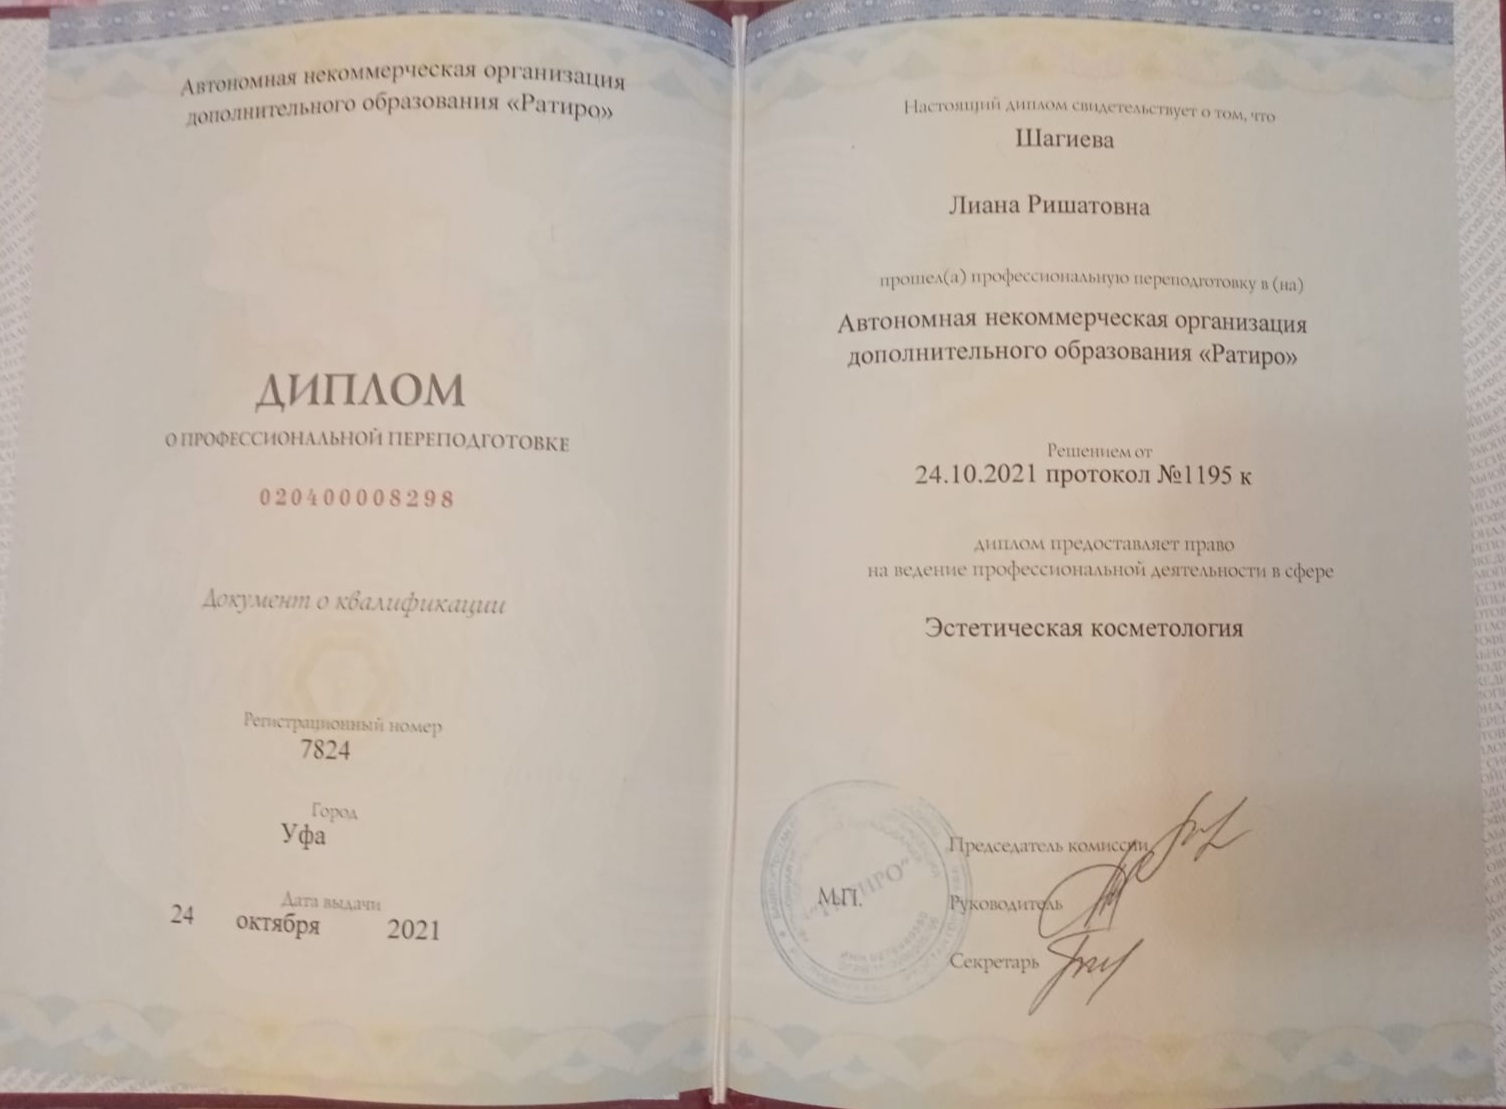 Автономная некоммерческая организация
дополнительного образования «Ратиро»
ДИПЛОМ
О ПРОФЕССИОНАЛЬНОЙ ПЕРЕПОДГОТОВКЕ
020400008298
Документ о квалификации
Регистрационный номер
7824
Город
Уфа
Дата выдачи
24 октября 2021
Настоящий диплом свидетельствует о том, что
Шагиева
Лиана Ришатовна
прошел(а) профессиональную переподготовку в (на)
Автономная некоммерческая организация
дополнительного образования «Ратиро»
Решением от
24.10.2021 протокол №1195 к
диплом предоставляет право
на ведение профессиональной деятельности в сфере
Эстетическая косметология
Председатель комиссии
М.П.
Руководитель
Секретарь